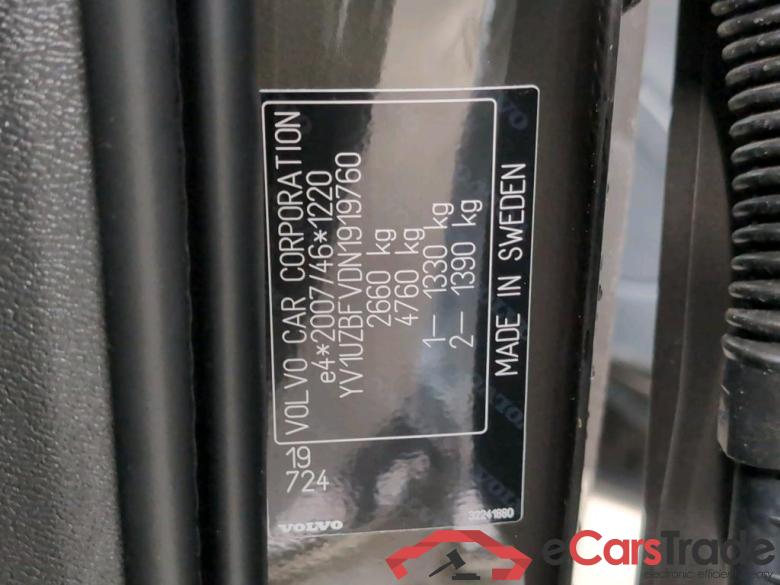 VOLVO CAR CORPORATION
e4*2007/46*1220
YV1UZBFVDN1919760
2660 kg
4760 kg
1– 1330 kg
2– 1390 kg
MADE IN SWEDEN
19
724
VOLVO
32241880
eCarsTrade